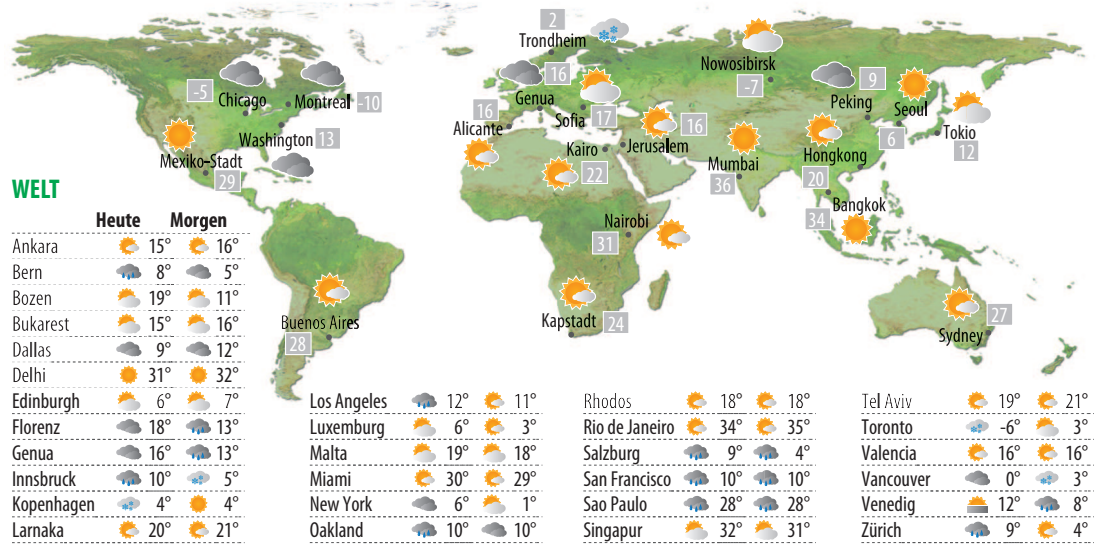 2
Trondheim
Nowosibirsk
-7
16
Genua
9
Peking
Seoul
6
Tokio
12
-5
Chicago
Montreal -10
Washington 13
Mexiko-Stadt
29
16
Alicante
Sofia
17
16
Jerusalem
Kairo
22
Mumbai
36
Hongkong
20
Bangkok
34
Nairobi
31
Kapstadt 24
Buenos Aires
28
27
Sydney
WELT
Heute Morgen
Ankara 15° 16°
Bern 8° 5°
Bozen 19° 11°
Bukarest 15° 16°
Dallas 9° 12°
Delhi 31° 32°
Edinburgh 6° 7°
Florenz 18° 13°
Genua 16° 13°
Innsbruck 10° 5°
Kopenhagen 4° 4°
Larnaka 20° 21°
Los Angeles 12° 11°
Luxemburg 6° 3°
Malta 19° 18°
Miami 30° 29°
New York 6° 1°
Oakland 10° 10°
Rhodos 18° 18°
Rio de Janeiro 34° 35°
Salzburg 9° 4°
San Francisco 10° 10°
Sao Paulo 28° 28°
Singapur 32° 31°
Tel Aviv 19° 21°
Toronto -6° 3°
Valencia 16° 16°
Vancouver 0° 3°
Venedig 12° 8°
Zürich 9° 4°